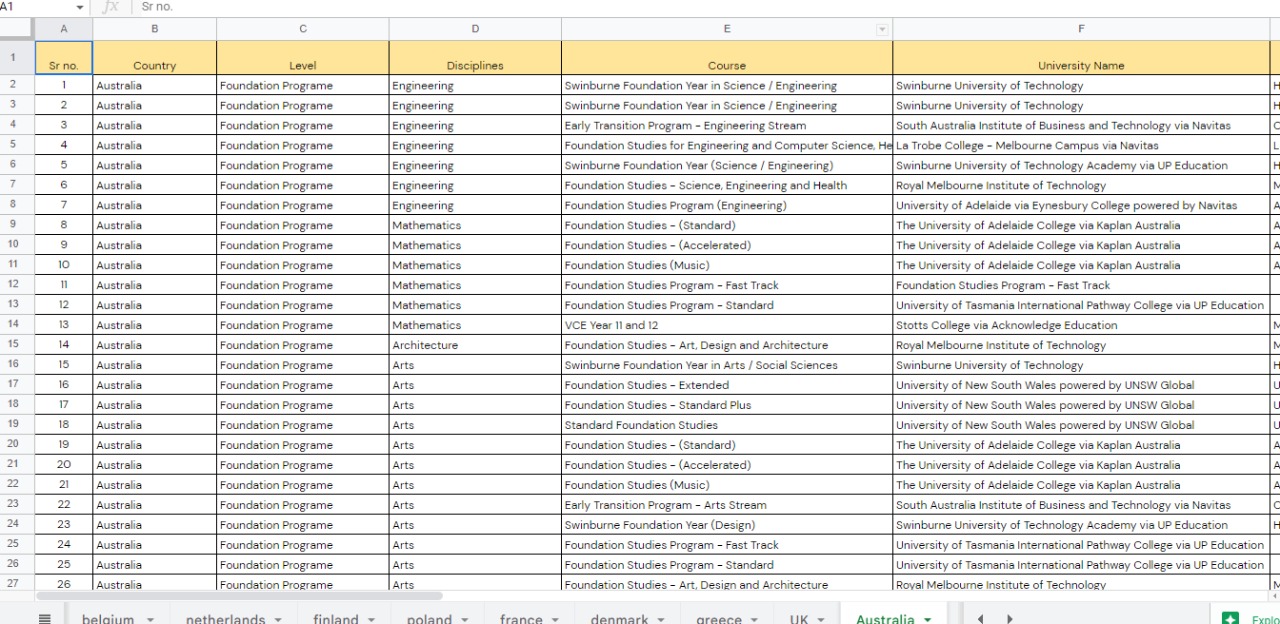 A1 fx Sr no.
A B C D E F
1 Sr no. Country Level Disciplines Course University Name
2 1 Australia Foundation Programe Engineering Swinburne Foundation Year in Science / Engineering Swinburne University of Technology H
3 2 Australia Foundation Programe Engineering Swinburne Foundation Year in Science / Engineering Swinburne University of Technology H
4 3 Australia Foundation Programe Engineering Early Transition Program - Engineering Stream South Australia Institute of Business and Technology via Navitas
5 4 Australia Foundation Programe Engineering Foundation Studies for Engineering and Computer Science, He La Trobe College - Melbourne Campus via Navitas L
6 5 Australia Foundation Programe Engineering Swinburne Foundation Year (Science / Engineering) Swinburne University of Technology Academy via UP Education H
7 6 Australia Foundation Programe Engineering Foundation Studies - Science, Engineering and Health Royal Melbourne Institute of Technology M
8 7 Australia Foundation Programe Engineering Foundation Studies Program (Engineering) University of Adelaide via Eynesbury College powered by Navitas A
9 8 Australia Foundation Programe Mathematics Foundation Studies - (Standard) The University of Adelaide College via Kaplan Australia A
10 9 Australia Foundation Programe Mathematics Foundation Studies - (Accelerated) The University of Adelaide College via Kaplan Australia A
11 10 Australia Foundation Programe Mathematics Foundation Studies (Music) The University of Adelaide College via Kaplan Australia A
12 11 Australia Foundation Programe Mathematics Foundation Studies Program - Fast Track Foundation Studies Program - Fast Track
13 12 Australia Foundation Programe Mathematics Foundation Studies Program - Standard University of Tasmania International Pathway College via UP Education
14 13 Australia Foundation Programe Mathematics VCE Year 11 and 12 Stotts College via Acknowledge Education M
15 14 Australia Foundation Programe Architecture Foundation Studies - Art, Design and Architecture Royal Melbourne Institute of Technology M
16 15 Australia Foundation Programe Arts Swinburne Foundation Year in Arts / Social Sciences Swinburne University of Technology H
17 16 Australia Foundation Programe Arts Foundation Studies - Extended University of New South Wales powered by UNSW Global U
18 17 Australia Foundation Programe Arts Foundation Studies - Standard Plus University of New South Wales powered by UNSW Global U
19 18 Australia Foundation Programe Arts Standard Foundation Studies University of New South Wales powered by UNSW Global U
20 19 Australia Foundation Programe Arts Foundation Studies - (Standard) The University of Adelaide College via Kaplan Australia A
21 20 Australia Foundation Programe Arts Foundation Studies - (Accelerated) The University of Adelaide College via Kaplan Australia A
22 21 Australia Foundation Programe Arts Foundation Studies (Music) The University of Adelaide College via Kaplan Australia A
23 22 Australia Foundation Programe Arts Early Transition Program - Arts Stream South Australia Institute of Business and Technology via Navitas
24 23 Australia Foundation Programe Arts Swinburne Foundation Year (Design) Swinburne University of Technology Academy via UP Education H
25 24 Australia Foundation Programe Arts Foundation Studies Program - Fast Track University of Tasmania International Pathway College via UP Education
26 25 Australia Foundation Programe Arts Foundation Studies Program - Standard University of Tasmania International Pathway College via UP Education
27 26 Australia Foundation Programe Arts Foundation Studies - Art, Design and Architecture Royal Melbourne Institute of Technology M
belgium netherlands finland poland france denmark greece UK Australia Explo